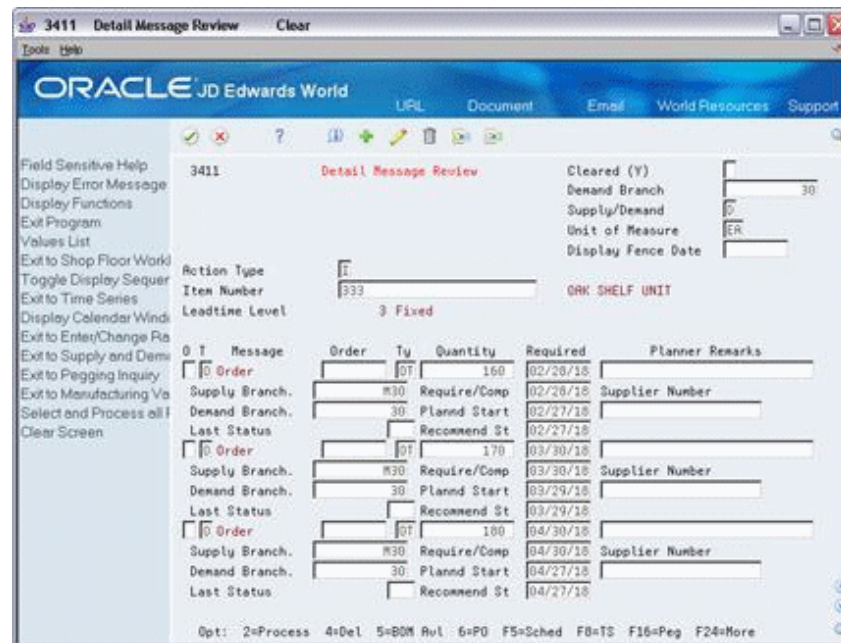 3411 Detail Message Review Clear
Tools Help
ORACLE JD Edwards World
URL Document Email World Resources Support
Field Sensitive Help
Display Error Message
Display Functions
Exit Program
Values List
Exit to Shop Floor Workl
Toggle Display Sequer
Exit to Time Series
Display Calendar Windo
Exit to Enter/Change Ra
Exit to Supply and Dema
Exit to Pegging Inquiry
Exit to Manufacturing Va
Select and Process all F
Clear Screen
3411 Detail Message Review Cleared (Y)
Demand Branch 30
Supply/Demand D
Unit of Measure EA
Display Fence Date
Action Type I
Item Number 333 OAK SHELF UNIT
Leadtime Level 3 Fixed
O T Message Order Ty Quantity Required Planner Remarks
O Order OT 160 02/28/18
Supply Branch. M30 Require/Comp 02/28/18 Supplier Number
Demand Branch. 30 Plannd Start 02/27/18
Last Status Recommend St 02/27/18
O Order OT 170 03/30/18
Supply Branch. M30 Require/Comp 03/30/18 Supplier Number
Demand Branch. 30 Plannd Start 03/29/18
Last Status Recommend St 03/29/18
O Order OT 180 04/30/18
Supply Branch. M30 Require/Comp 04/30/18 Supplier Number
Demand Branch. 30 Plannd Start 04/27/18
Last Status Recommend St 04/27/18
Opt: 2=Process 4=Del 5=BOM Avl 6=PO F5=Sched F8=TS F16=Peg F24=More